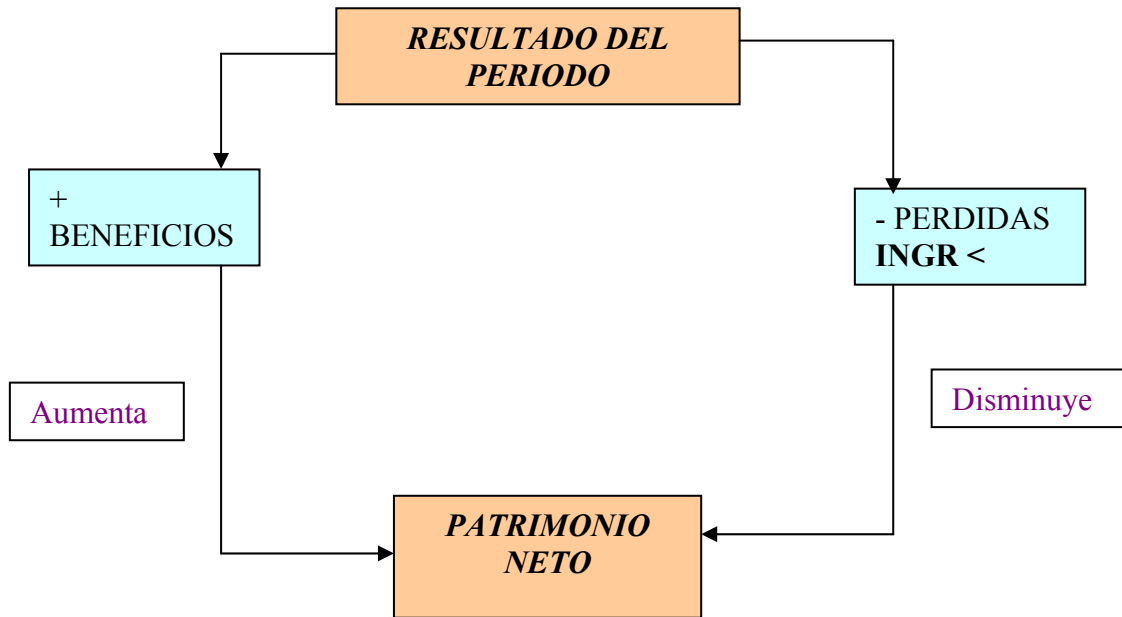 RESULTADO DEL
PERIODO
+
BENEFICIOS
- PERDIDAS
INGR <
Aumenta
Disminuye
PATRIMONIO
NETO